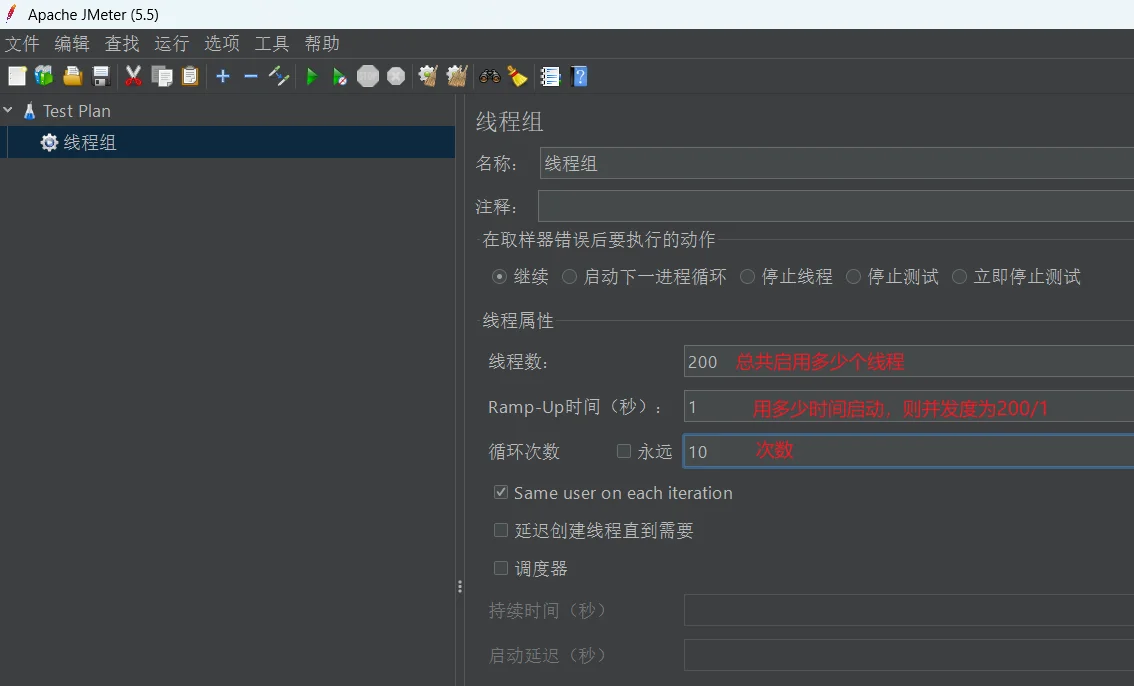 Apache JMeter (5.5)
文件 编辑 查找 运行 选项 工具 帮助
Test Plan
线程组
线程组
名称： 线程组
注释：
在取样器错误后要执行的动作
继续 启动下一进程循环 停止线程 停止测试 立即停止测试
线程属性
线程数： 200 总共启用多少个线程
Ramp-Up时间（秒）： 1 用多少时间启动，则并发度为200/1
循环次数 永远 10 次数
Same user on each iteration
延迟创建线程直到需要
调度器
持续时间（秒）
启动延迟（秒）